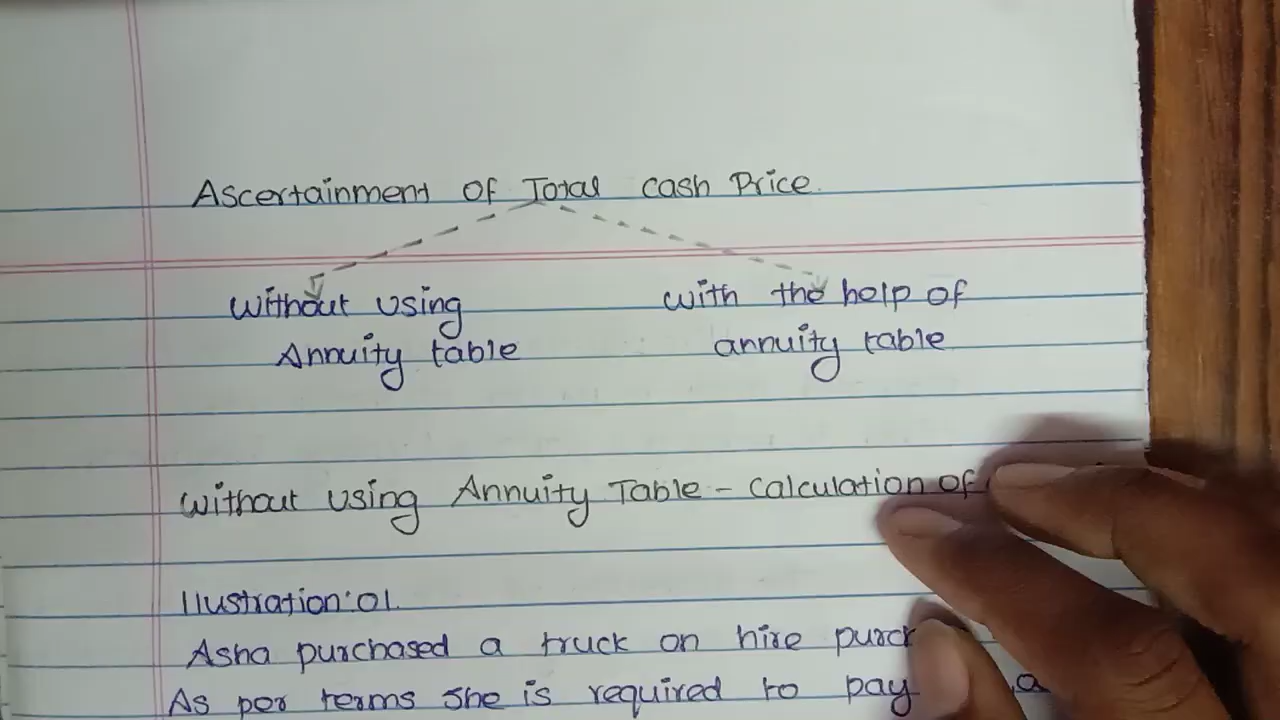 Ascertainment of Total cash Price.
Without Using
Annuity table
with the help of
annuity table
Without Using Annuity Table - Calculation of
Illustration:01.
Asha purchased a truck on hire
As per terms she is required to pay